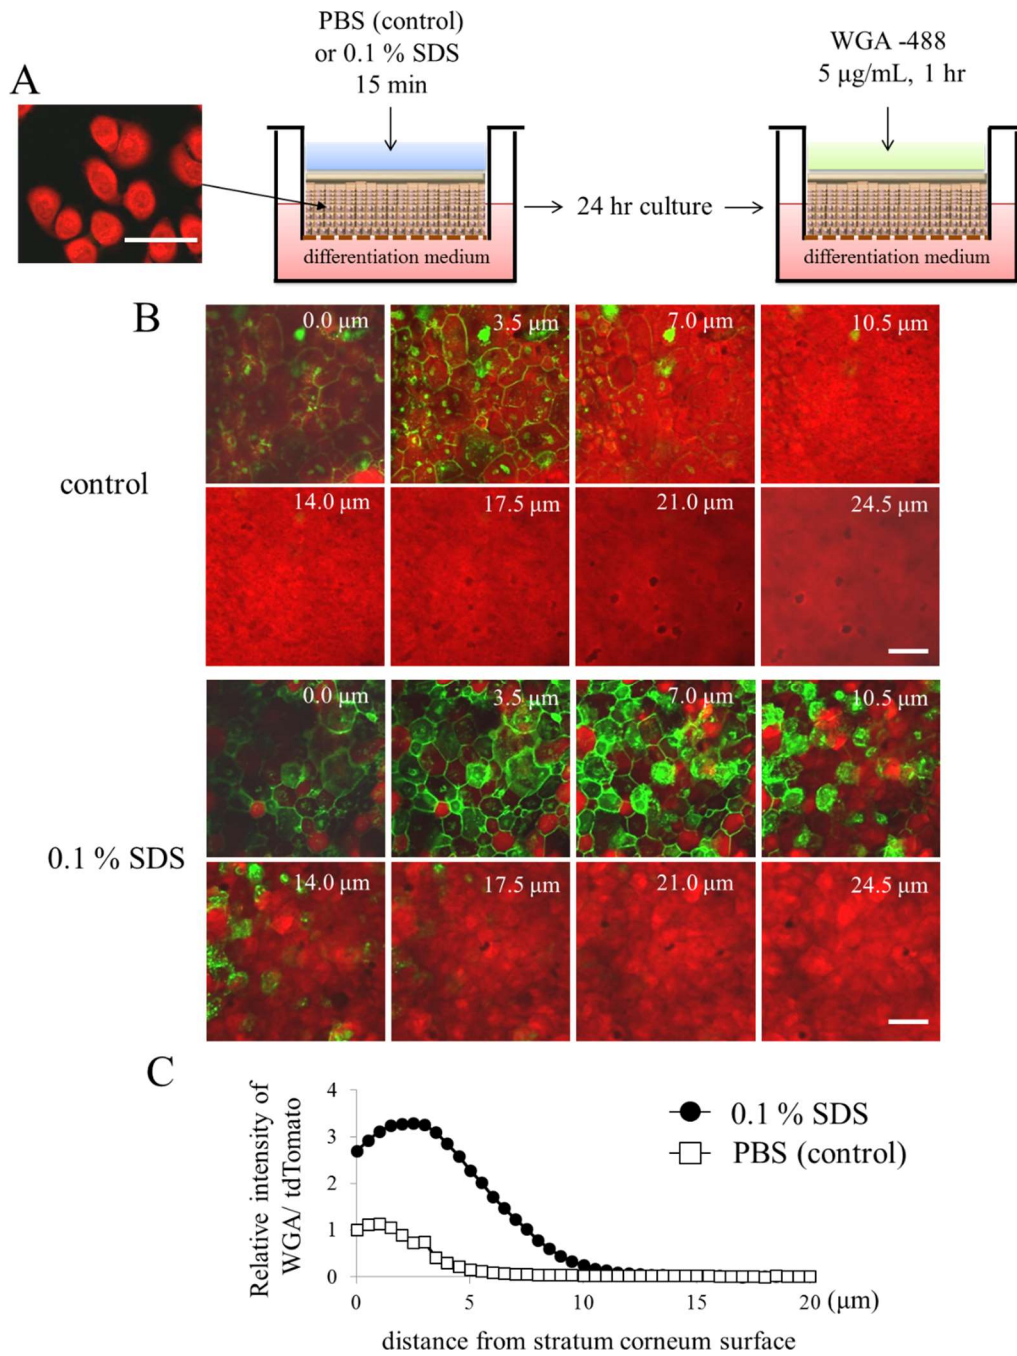 PBS (control)
or 0.1 % SDS
15 min
WGA -488
5 μg/mL, 1 hr
A
24 hr culture
differentiation medium
differentiation medium
B
0.0 μm
3.5 μm
7.0 μm
10.5 μm
control
14.0 μm
17.5 μm
21.0 μm
24.5 μm
0.0 μm
3.5 μm
7.0 μm
10.5 μm
0.1 % SDS
14.0 μm
17.5 μm
21.0 μm
24.5 μm
C
Relative intensity of
WGA/ tdTomato
4
3
2
1
0
0.1 % SDS
PBS (control)
0
5
10
15
20 (μm)
distance from stratum corneum surface